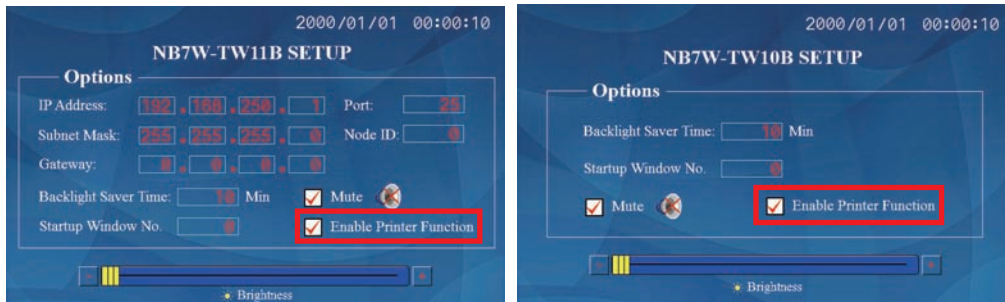 2000/01/01 00:00:10
NB7W-TW11B SETUP
Options
IP Address: 192 . 168 . 250 . 1 Port: 25
Subnet Mask: 255 . 255 . 255 . 0 Node ID: 0
Gateway: 0 . 0 . 0 . 0
Backlight Saver Time: 10 Min Mute
Startup Window No. 0 Enable Printer Function
- +
Brightness
2000/01/01 00:00:10
NB7W-TW10B SETUP
Options
Backlight Saver Time: 10 Min
Startup Window No. 0
Mute Enable Printer Function
- +
Brightness